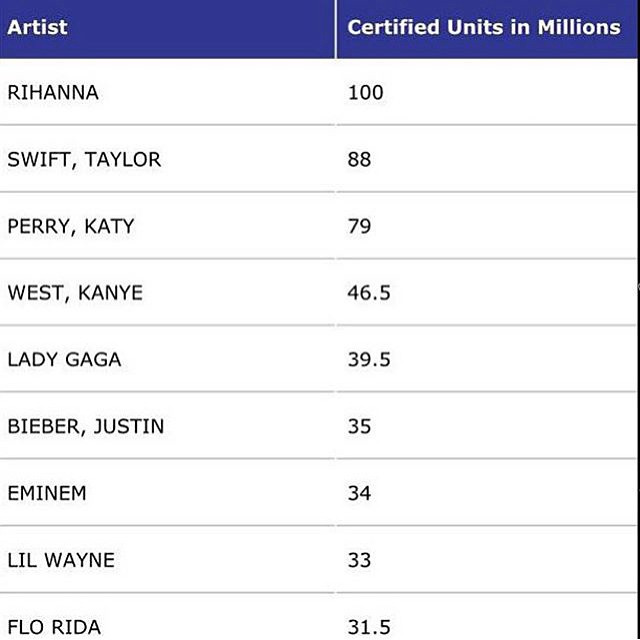 Artist Certified Units in Millions
RIHANNA 100
SWIFT, TAYLOR 88
PERRY, KATY 79
WEST, KANYE 46.5
LADY GAGA 39.5
BIEBER, JUSTIN 35
EMINEM 34
LIL WAYNE 33
FLO RIDA 31.5